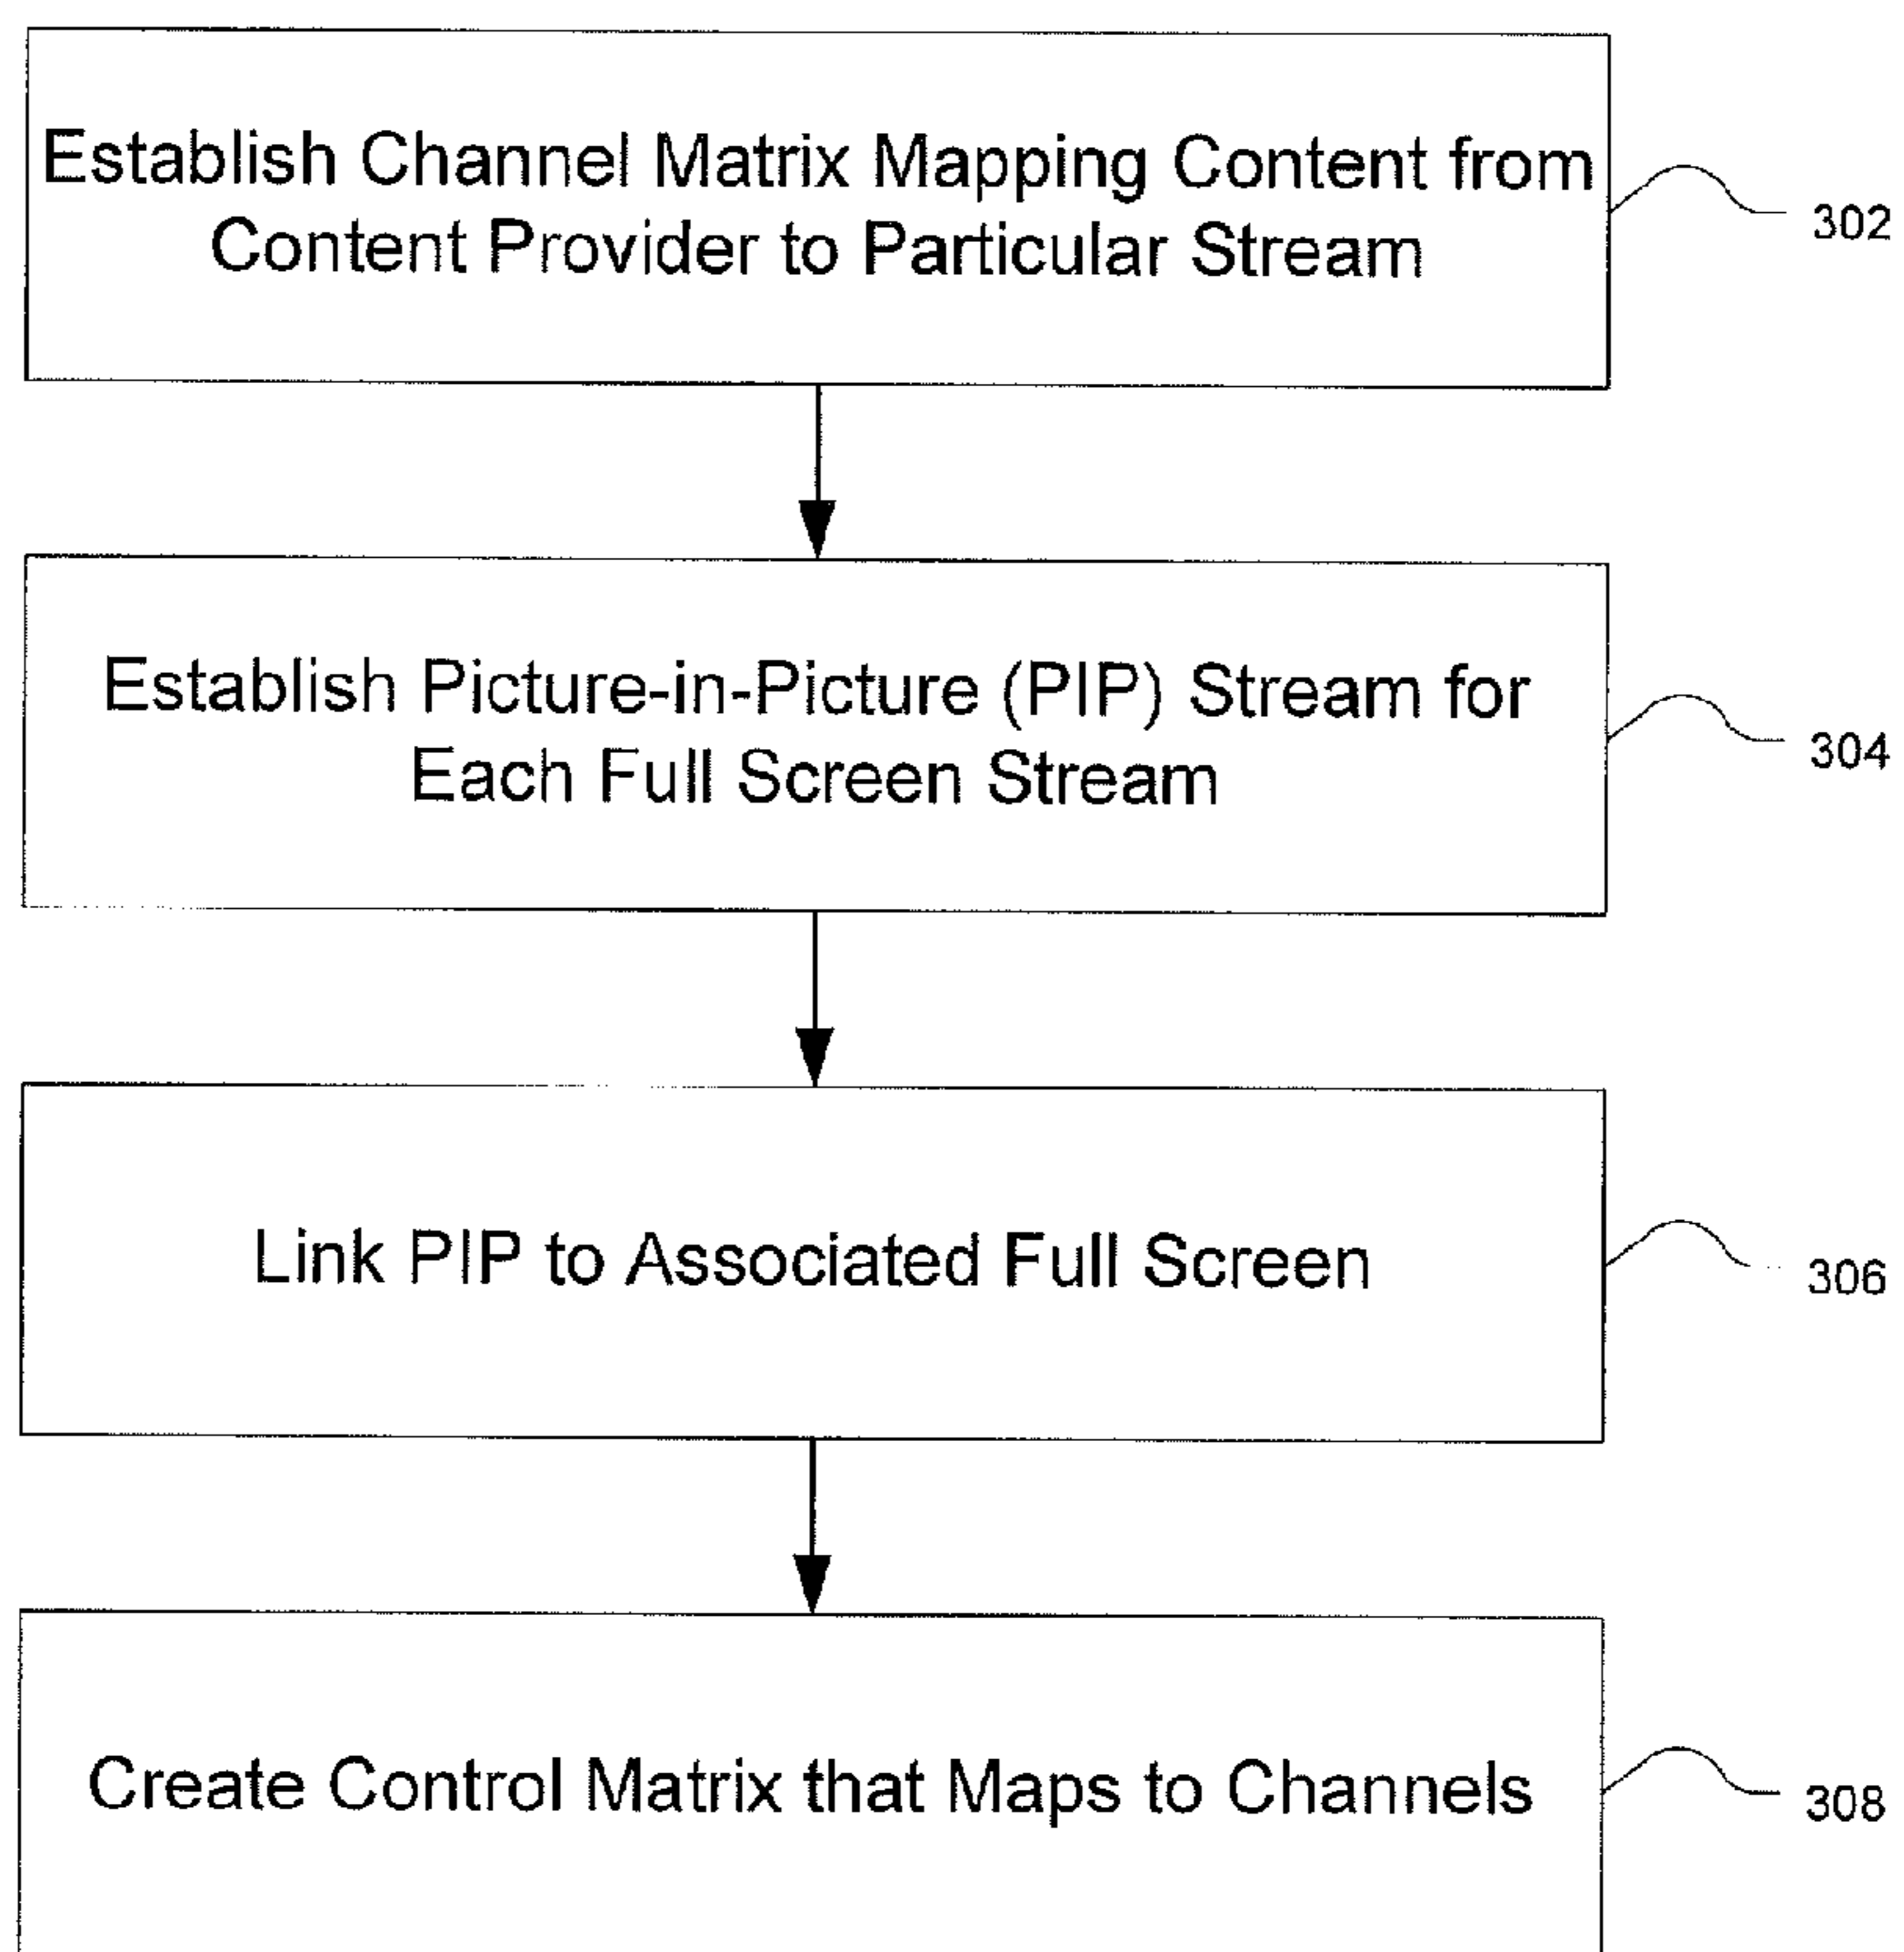 Establish Channel Matrix Mapping Content from
Content Provider to Particular Stream
302
Establish Picture-in-Picture (PIP) Stream for
Each Full Screen Stream
304
Link PIP to Associated Full Screen
306
Create Control Matrix that Maps to Channels
308